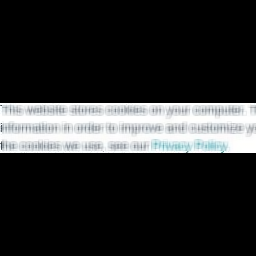 This website stores cookies on your computer.
information in order to improve and customize
the cookies we use, see our Privacy Policy.